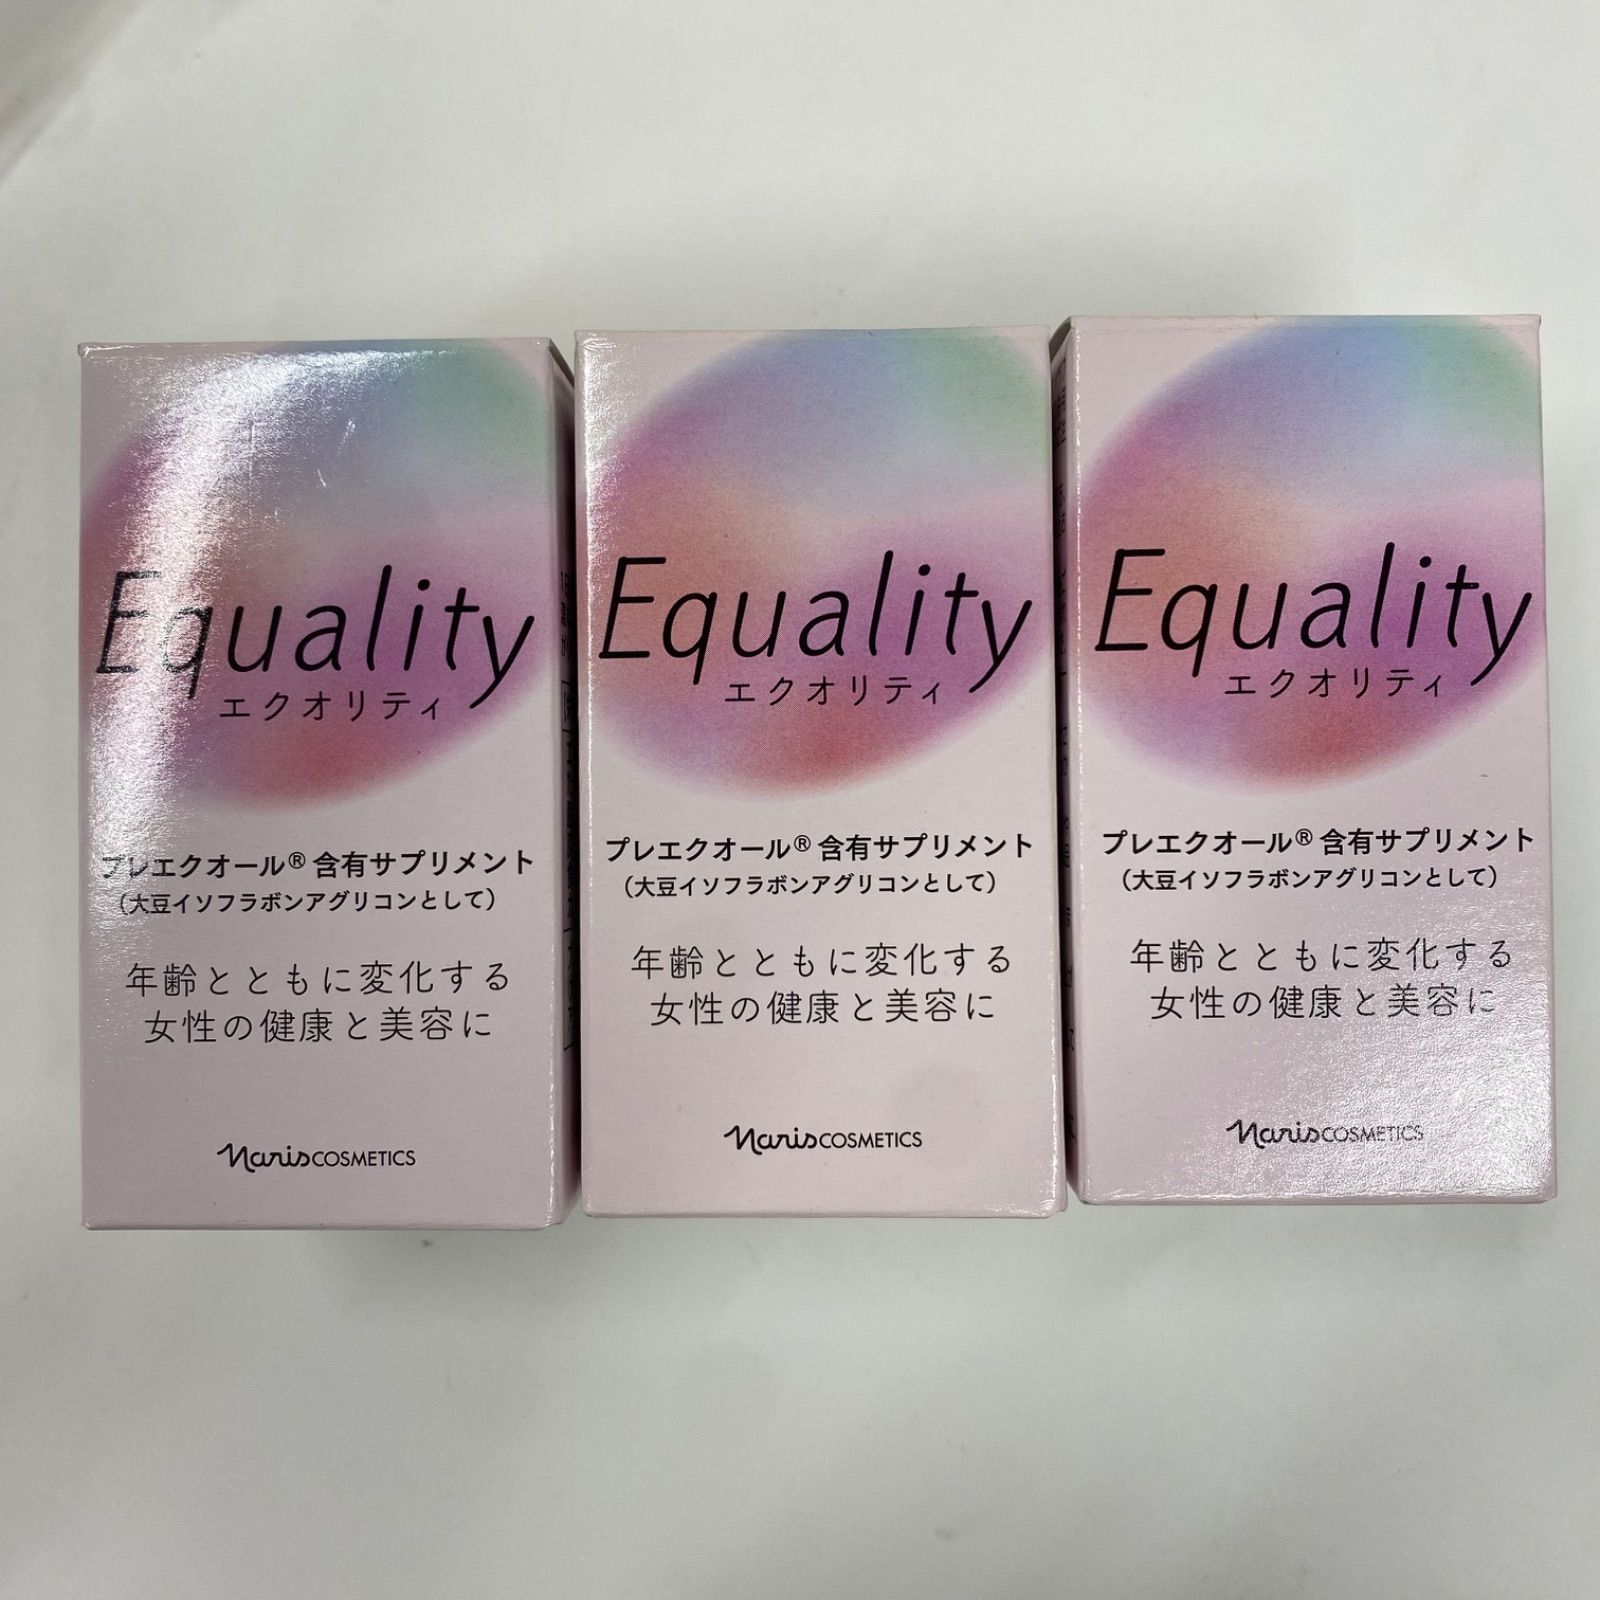 Equality
エクオリティ
プレエクオール® 含有サプリメント
（大豆イソフラボンアグリコンとして）
年齢とともに変化する
女性の健康と美容に
narisCOSMETICS
Equality
エクオリティ
プレエクオール® 含有サプリメント
（大豆イソフラボンアグリコンとして）
年齢とともに変化する
女性の健康と美容に
narisCOSMETICS
Equality
エクオリティ
プレエクオール® 含有サプリメント
（大豆イソフラボンアグリコンとして）
年齢とともに変化する
女性の健康と美容に
narisCOSMETICS